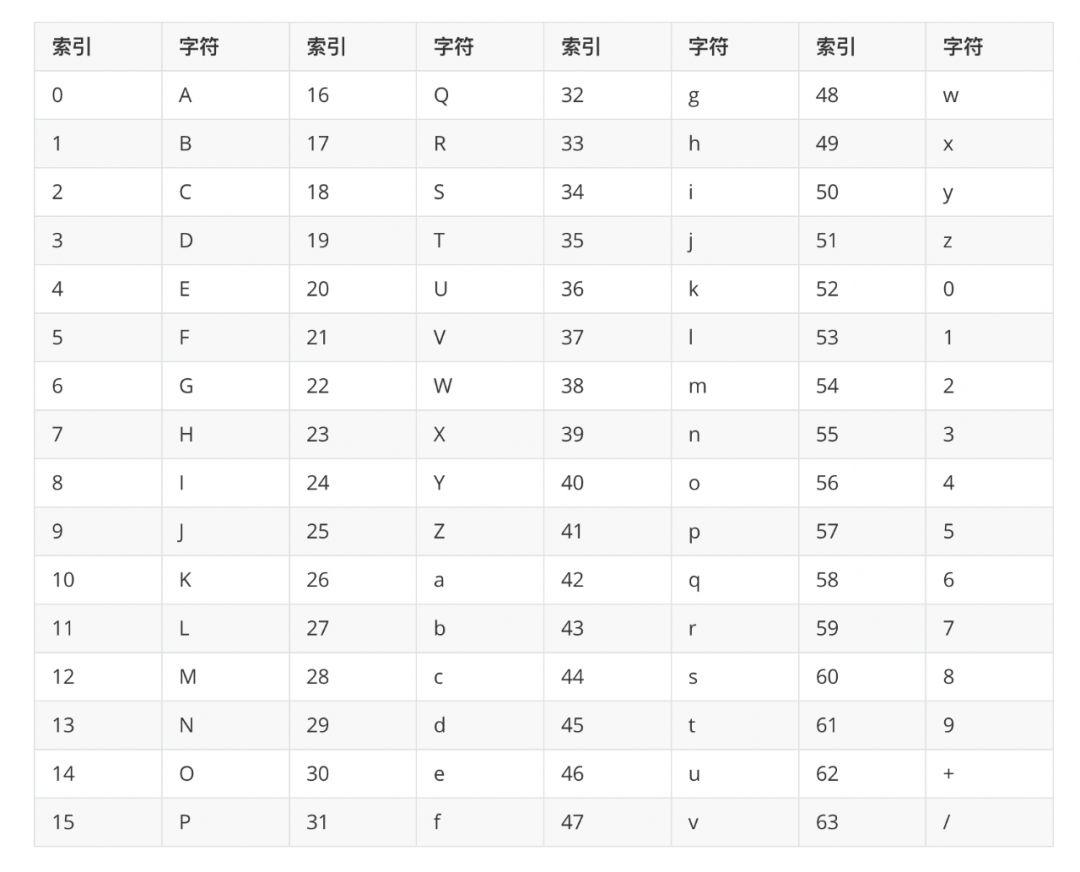 索引 字符 索引 字符 索引 字符 索引 字符
0 A 16 Q 32 g 48 w
1 B 17 R 33 h 49 x
2 C 18 S 34 i 50 y
3 D 19 T 35 j 51 z
4 E 20 U 36 k 52 0
5 F 21 V 37 l 53 1
6 G 22 W 38 m 54 2
7 H 23 X 39 n 55 3
8 I 24 Y 40 o 56 4
9 J 25 Z 41 p 57 5
10 K 26 a 42 q 58 6
11 L 27 b 43 r 59 7
12 M 28 c 44 s 60 8
13 N 29 d 45 t 61 9
14 O 30 e 46 u 62 +
15 P 31 f 47 v 63 /